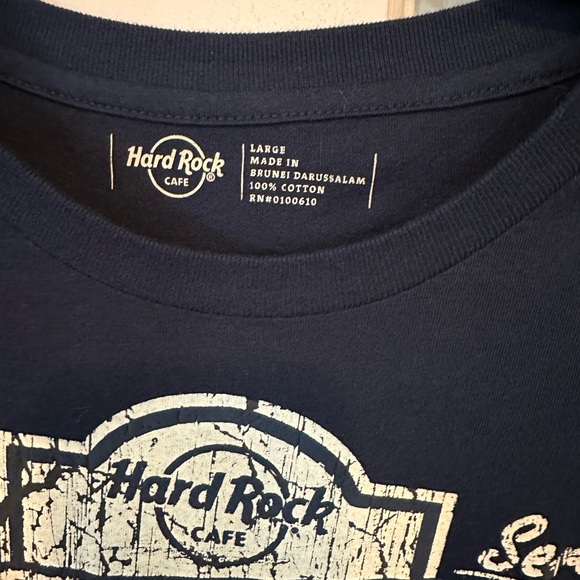 Hard Rock
CAFE
®
LARGE
MADE IN
BRUNEI DARUSSALAM
100% COTTON
RN#0100610
Hard Rock
CAFE